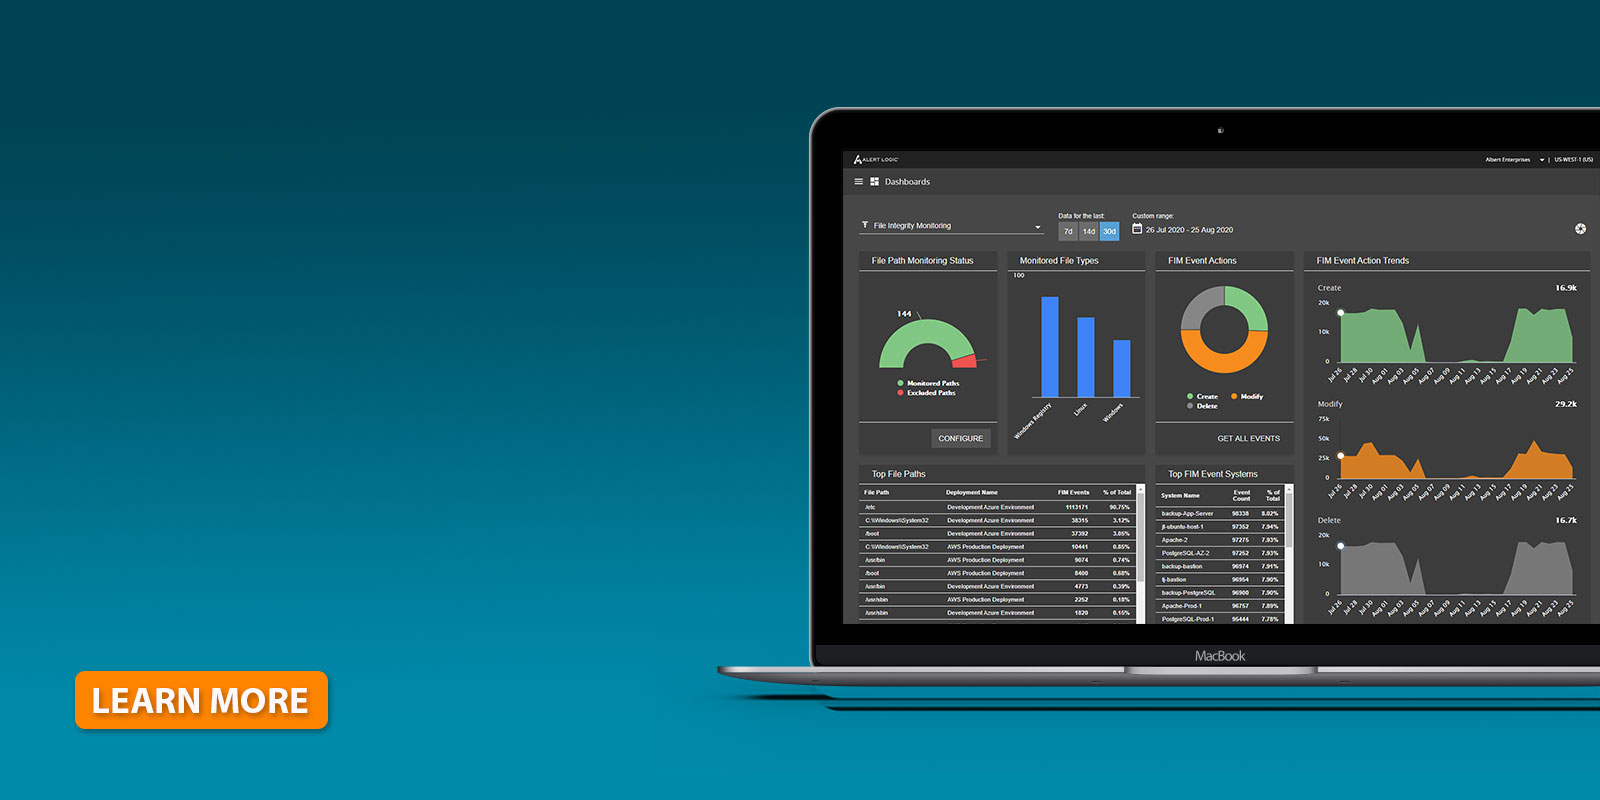 ALERT LOGIC
Albert Enterprises | US-WEST-1 (US)
Dashboards
File Integrity Monitoring
Data for the last:
7d 14d 30d
Custom range:
26 Jul 2020 - 25 Aug 2020
File Path Monitoring Status
144
Monitored Paths
Excluded Paths
CONFIGURE
Monitored File Types
100
Windows Registry
Linux
Windows
FIM Event Actions
Create
Modify
Delete
GET ALL EVENTS
FIM Event Action Trends
Create 16.9k
20k
10k
0
Jul 26 Jul 28 Jul 30 Aug 01 Aug 03 Aug 05 Aug 07 Aug 09 Aug 11 Aug 13 Aug 15 Aug 17 Aug 19 Aug 21 Aug 23 Aug 25
Modify 29.2k
75k
50k
25k
0
Jul 26 Jul 28 Jul 30 Aug 01 Aug 03 Aug 05 Aug 07 Aug 09 Aug 11 Aug 13 Aug 15 Aug 17 Aug 19 Aug 21 Aug 23 Aug 25
Delete 16.7k
20k
10k
0
Jul 26 Jul 28 Jul 30 Aug 01 Aug 03 Aug 05 Aug 07 Aug 09 Aug 11 Aug 13 Aug 15 Aug 17 Aug 19 Aug 21 Aug 23 Aug 25
Top File Paths
File Path Deployment Name FIM Events % of Total
/etc Development Azure Environment 1113171 90.75%
C:\\Windows\\System32 Development Azure Environment 38315 3.12%
/boot Development Azure Environment 37392 3.05%
C:\\Windows\\System32 AWS Production Deployment 10441 0.85%
/usr/bin AWS Production Deployment 9074 0.74%
/boot AWS Production Deployment 8400 0.68%
/usr/bin Development Azure Environment 4773 0.39%
/usr/sbin AWS Production Deployment 2252 0.18%
/usr/sbin Development Azure Environment 1820 0.15%
Top FIM Event Systems
System Name Event Count % of Total
backup-App-Server 98338 8.02%
jl-ubuntu-host-1 97352 7.94%
Apache-2 97275 7.93%
PostgreSQL-AZ-2 97252 7.93%
backup-bastion 96974 7.91%
tj-bastion 96954 7.90%
backup-PostgreSQL 96900 7.90%
Apache-Prod-1 96757 7.89%
PostgreSQL-Prod-1 95444 7.78%
MacBook
LEARN MORE